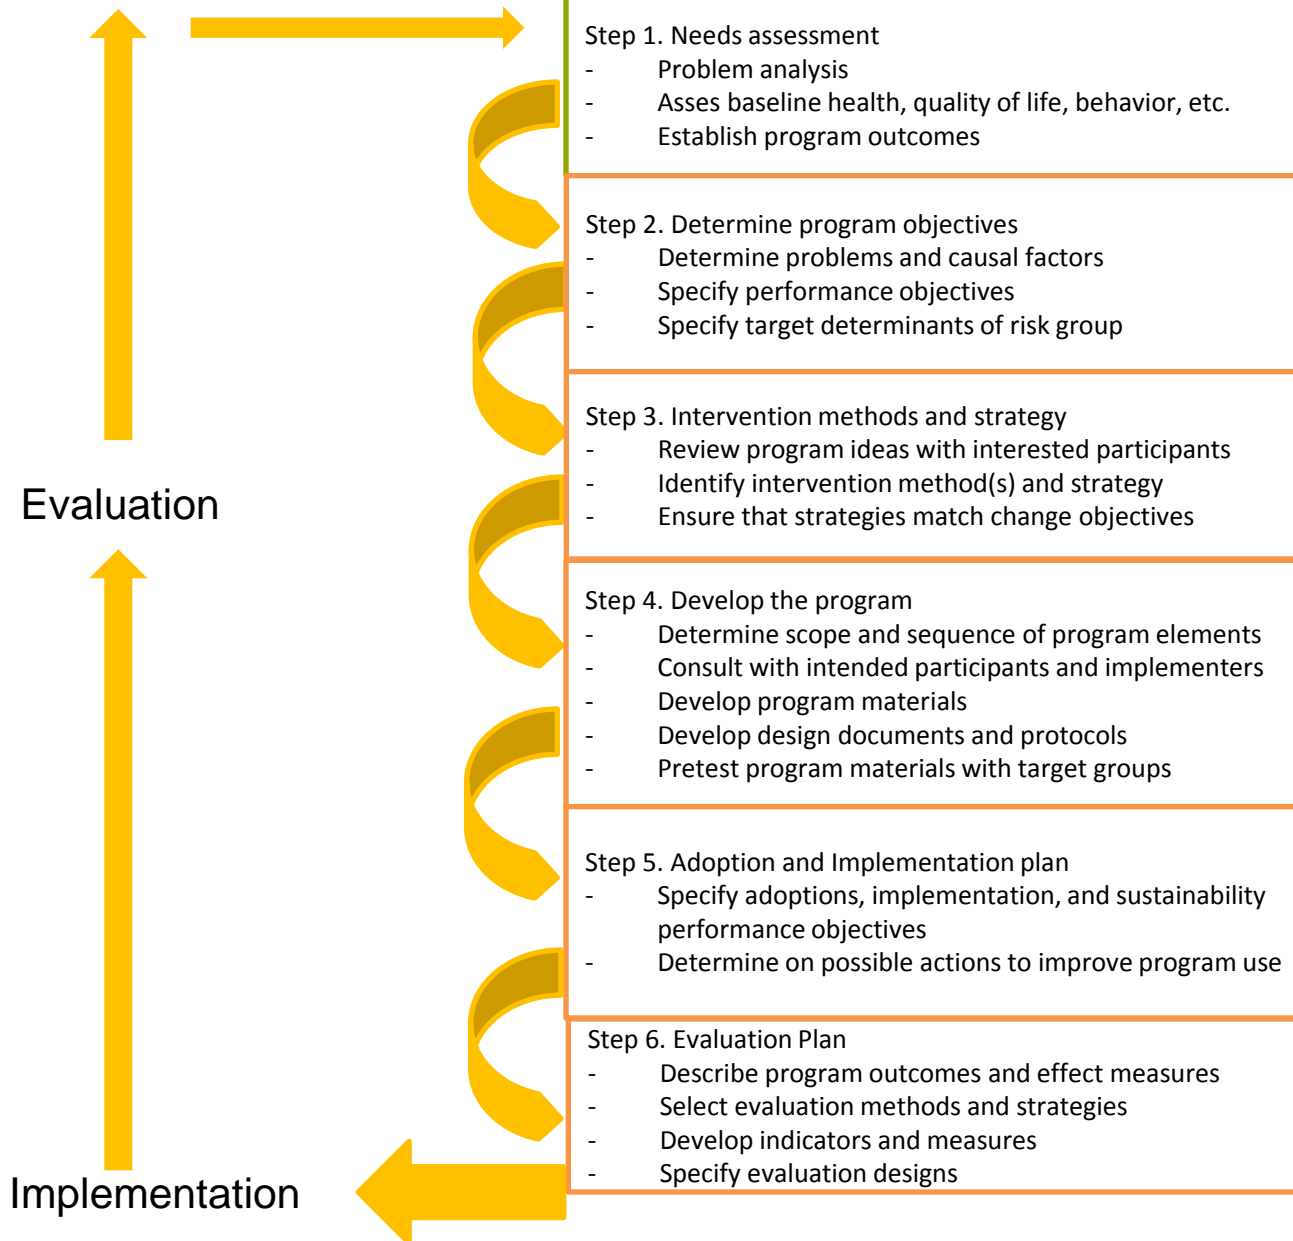 Step 1. Needs assessment
- Problem analysis
- Asses baseline health, quality of life, behavior, etc.
- Establish program outcomes
Step 2. Determine program objectives
- Determine problems and causal factors
- Specify performance objectives
- Specify target determinants of risk group
Step 3. Intervention methods and strategy
- Review program ideas with interested participants
- Identify intervention method(s) and strategy
- Ensure that strategies match change objectives
Evaluation
Step 4. Develop the program
- Determine scope and sequence of program elements
- Consult with intended participants and implementers
- Develop program materials
- Develop design documents and protocols
- Pretest program materials with target groups
Step 5. Adoption and Implementation plan
- Specify adoptions, implementation, and sustainability
performance objectives
- Determine on possible actions to improve program use
Step 6. Evaluation Plan
- Describe program outcomes and effect measures
- Select evaluation methods and strategies
- Develop indicators and measures
- Specify evaluation designs
Implementation